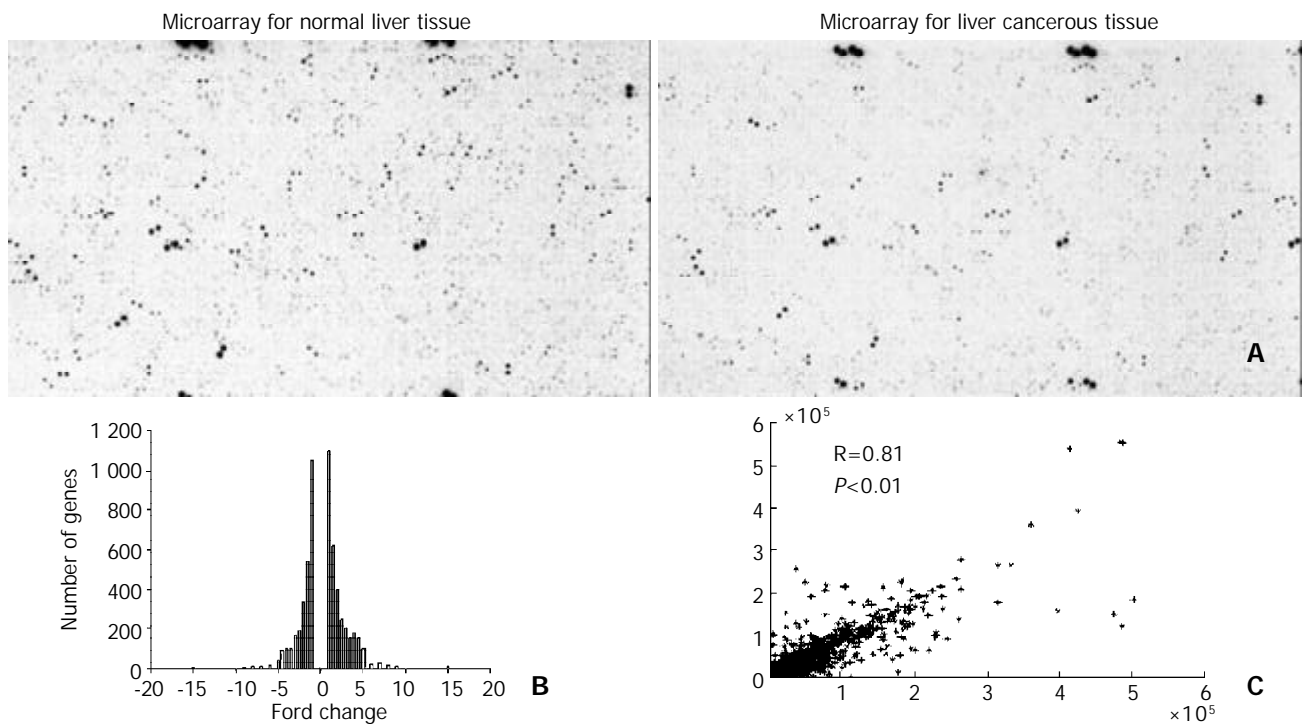 Microarray for normal liver tissue
Microarray for liver cancerous tissue
A
1 200
1 000
800
600
400
200
0
Number of genes
-20 -15 -10 -5 0 5 10 15 20
Ford change
B
×10⁵
6
5
4
3
2
1
0
R=0.81
P<0.01
1 2 3 4 5 6
×10⁵
C